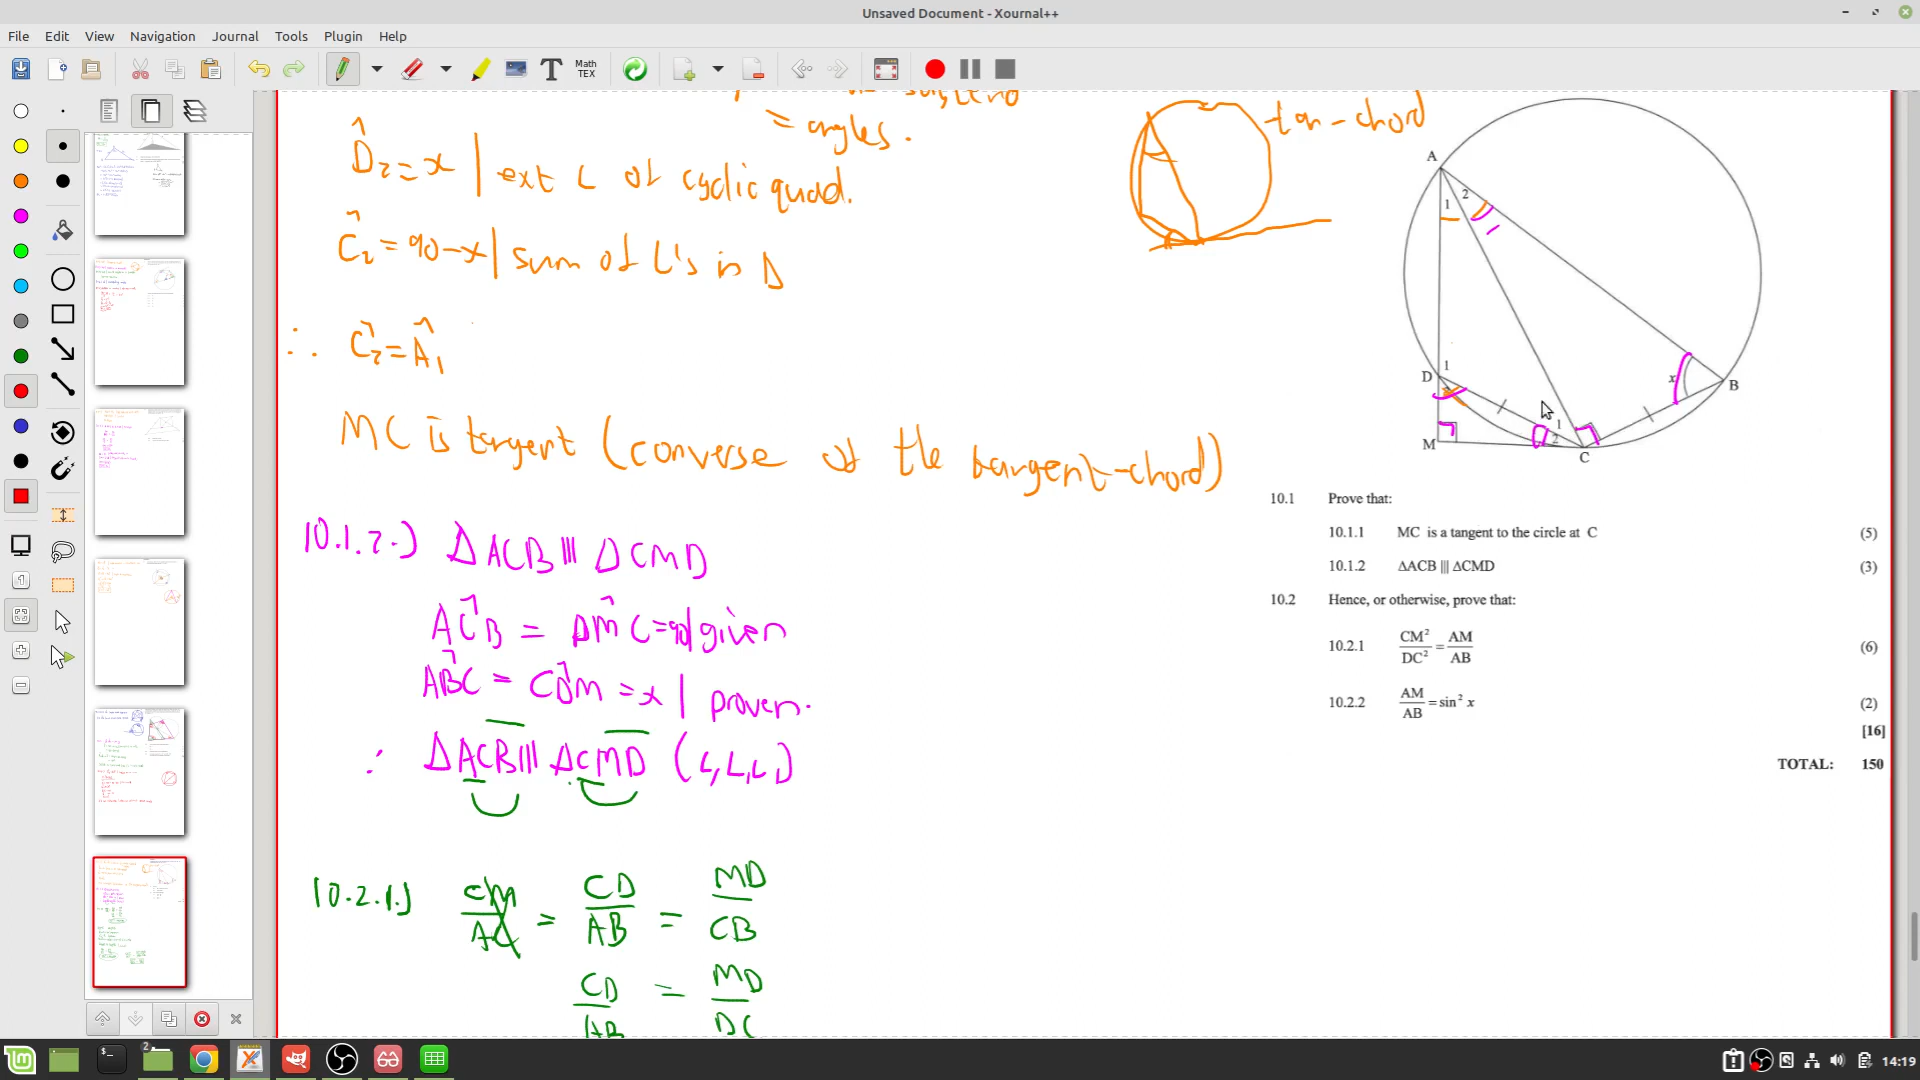 Unsaved Document - Xournal++
File Edit View Navigation Journal Tools Plugin Help
Math
TEX
= angles.
D̂₂ = x | ext ∠ of cyclic quad.
Ĉ₂ = 90-x | sum of ∠'s in Δ
∴ Ĉ₂ = Â₁
MC is tangent (converse of the tangent-chord)
10.1.2.) Δ ACB ||| Δ CMD
AĈB = DM̂C = 90 | given
AB̂C = CD̂M = x | proven.
∴ Δ ACB ||| Δ CMD (∠,∠,∠)
10.2.1.) CM/AC = CD/AB = MD/CB
CD/AB = MD/DC
tan-chord
A
1 2
D 1
M
1
2
C
x
B
10.1 Prove that:
10.1.1 MC is a tangent to the circle at C (5)
10.1.2 ΔACB ||| ΔCMD (3)
10.2 Hence, or otherwise, prove that:
10.2.1 CM²/DC² = AM/AB (6)
10.2.2 AM/AB = sin² x (2)
[16]
TOTAL: 150
2
14:19